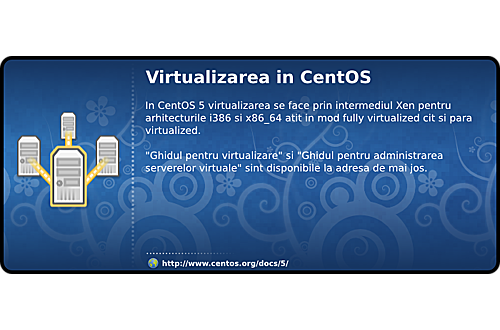 Virtualizarea in CentOS
In CentOS 5 virtualizarea se face prin intermediul Xen pentru
arhitecturile i386 si x86_64 atit in mod fully virtualized cit si para
virtualized.
"Ghidul pentru virtualizare" si "Ghidul pentru administrarea
serverelor virtuale" sint disponibile la adresa de mai jos.
http://www.centos.org/docs/5/